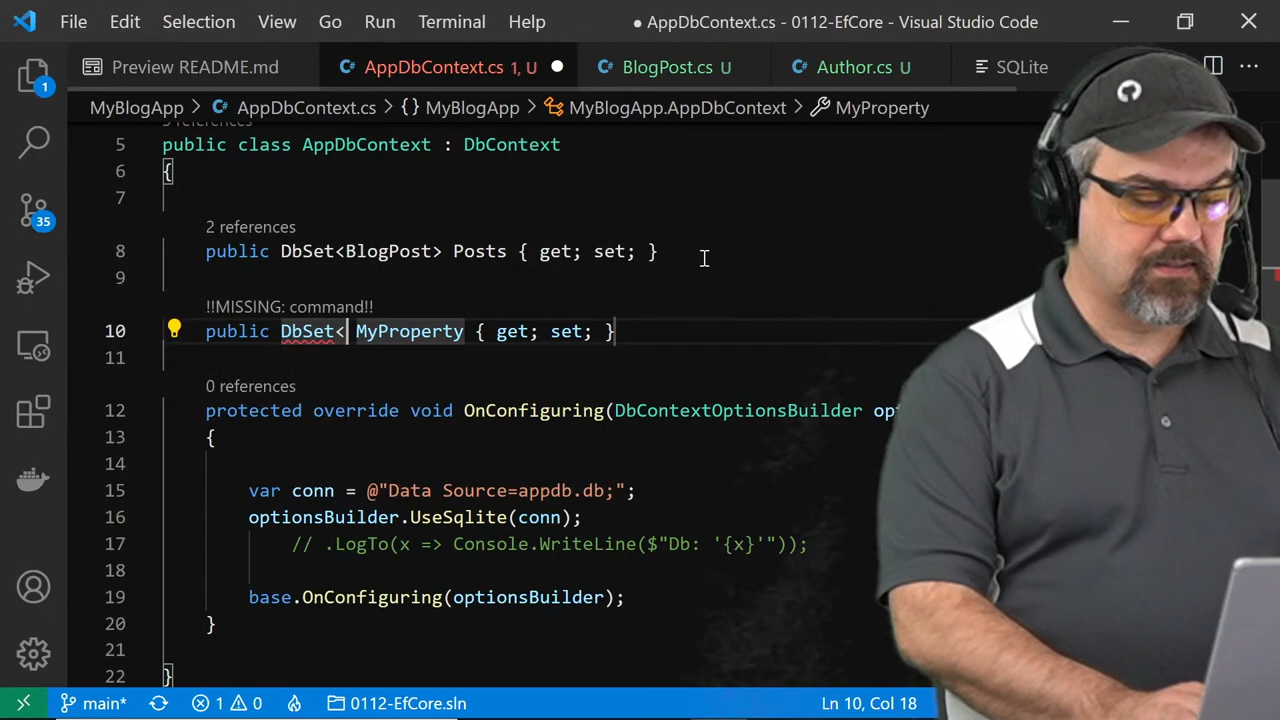 File Edit Selection View Go Run Terminal Help ● AppDbContext.cs - 0112-EfCore - Visual Studio Code
Preview README.md AppDbContext.cs 1, U BlogPost.cs U Author.cs U SQLite
MyBlogApp > AppDbContext.cs > {} MyBlogApp > MyBlogApp.AppDbContext > MyProperty
5 public class AppDbContext : DbContext
6 {
7
2 references
8 public DbSet<BlogPost> Posts { get; set; }
9
!!MISSING: command!!
10 public DbSet< MyProperty { get; set; }
11
0 references
12 protected override void OnConfiguring(DbContextOptionsBuilder
13 {
14
15 var conn = @"Data Source=appdb.db;";
16 optionsBuilder.UseSqlite(conn);
17 // .LogTo(x => Console.WriteLine($"Db: '{x}'"));
18
19 base.OnConfiguring(optionsBuilder);
20 }
21
22 }
1
35
main* 1 0 0112-EfCore.sln Ln 10, Col 18